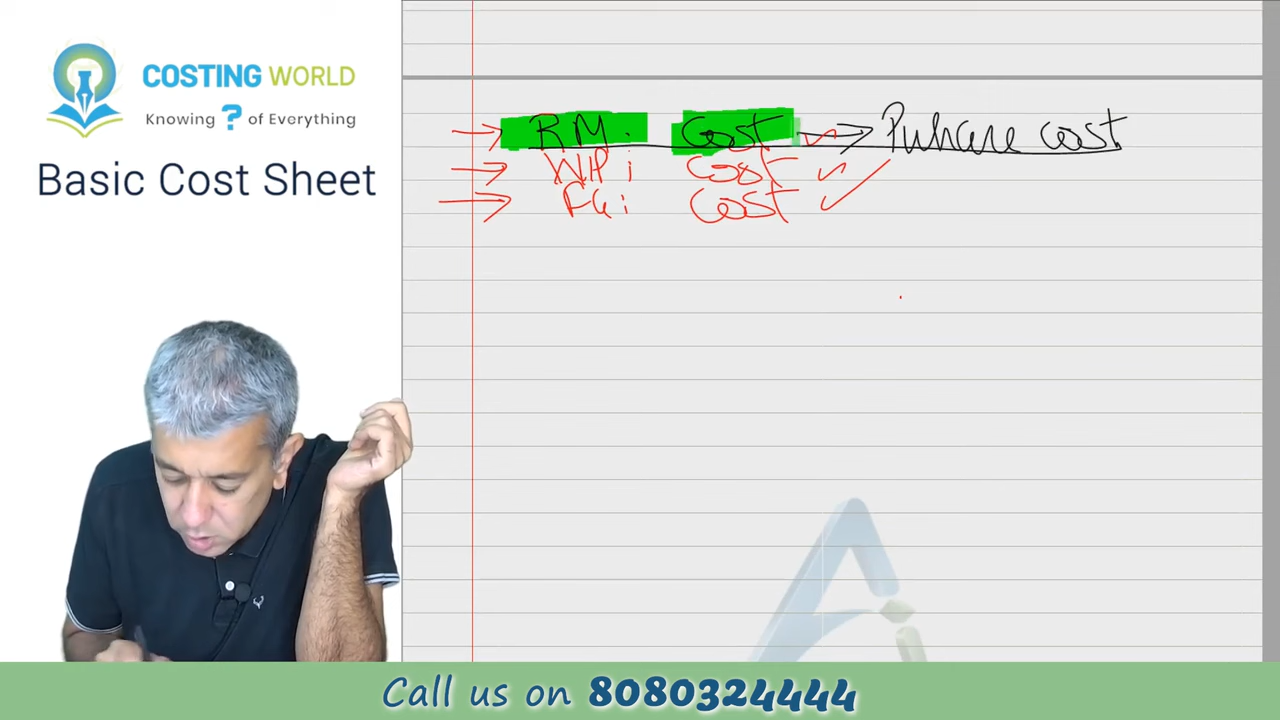 COSTING WORLD
Knowing ? of Everything
Basic Cost Sheet
RM : Cost → Puhcare cost
WIP : Cost
FG : Cost
Call us on 8080324444